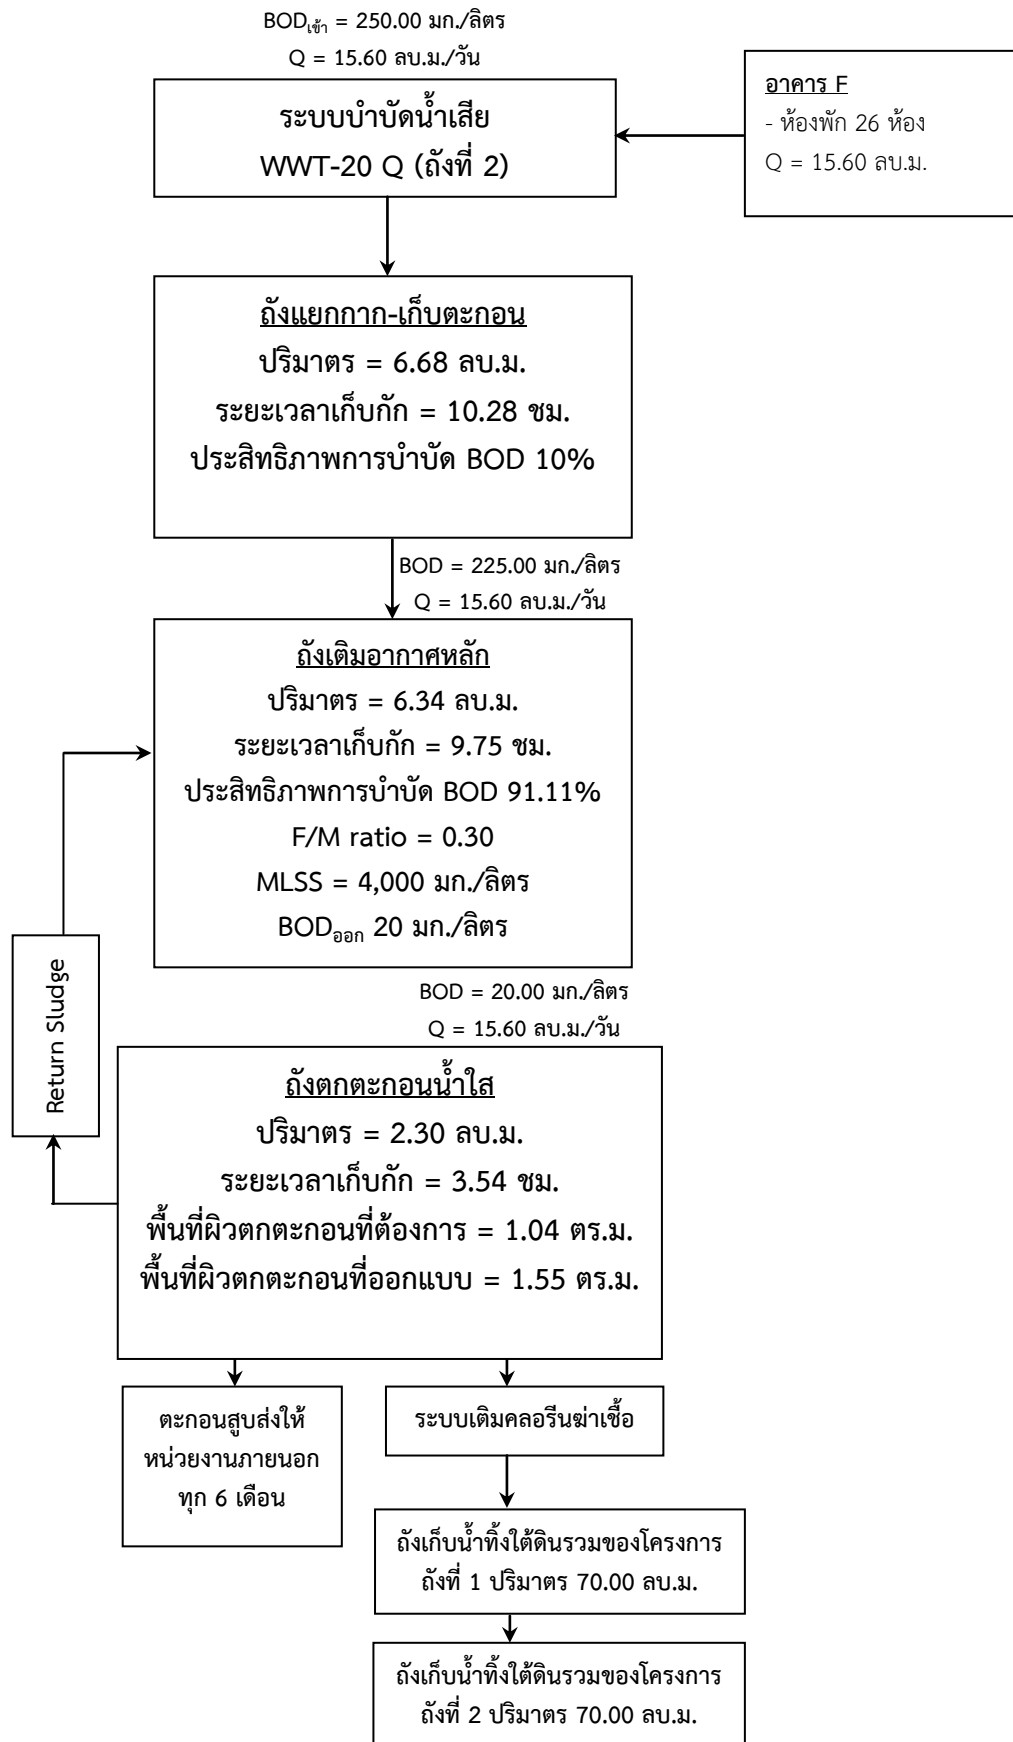 BODเข้า = 250.00 มก./ลิตร
Q = 15.60 ลบ.ม./วัน
ระบบบำบัดน้ำเสีย
WWT-20 Q (ถังที่ 2)
อาคาร F
- ห้องพัก 26 ห้อง
Q = 15.60 ลบ.ม.
ถังแยกกาก-เก็บตะกอน
ปริมาตร = 6.68 ลบ.ม.
ระยะเวลาเก็บกัก = 10.28 ชม.
ประสิทธิภาพการบำบัด BOD 10%
BOD = 225.00 มก./ลิตร
Q = 15.60 ลบ.ม./วัน
ถังเติมอากาศหลัก
ปริมาตร = 6.34 ลบ.ม.
ระยะเวลาเก็บกัก = 9.75 ชม.
ประสิทธิภาพการบำบัด BOD 91.11%
F/M ratio = 0.30
MLSS = 4,000 มก./ลิตร
BODออก 20 มก./ลิตร
Return Sludge
BOD = 20.00 มก./ลิตร
Q = 15.60 ลบ.ม./วัน
ถังตกตะกอนน้ำใส
ปริมาตร = 2.30 ลบ.ม.
ระยะเวลาเก็บกัก = 3.54 ชม.
พื้นที่ผิวตกตะกอนที่ต้องการ = 1.04 ตร.ม.
พื้นที่ผิวตกตะกอนที่ออกแบบ = 1.55 ตร.ม.
ตะกอนสูบส่งให้
หน่วยงานภายนอก
ทุก 6 เดือน
ระบบเติมคลอรีนฆ่าเชื้อ
ถังเก็บน้ำทิ้งใต้ดินรวมของโครงการ
ถังที่ 1 ปริมาตร 70.00 ลบ.ม.
ถังเก็บน้ำทิ้งใต้ดินรวมของโครงการ
ถังที่ 2 ปริมาตร 70.00 ลบ.ม.